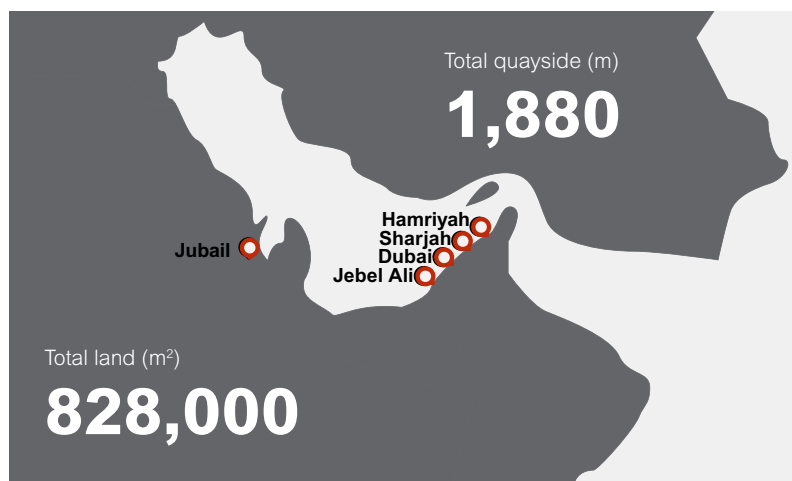 Total quayside (m)
1,880
Hamriyah
Sharjah
Dubai
Jubail
Jebel Ali
Total land (m²)
828,000